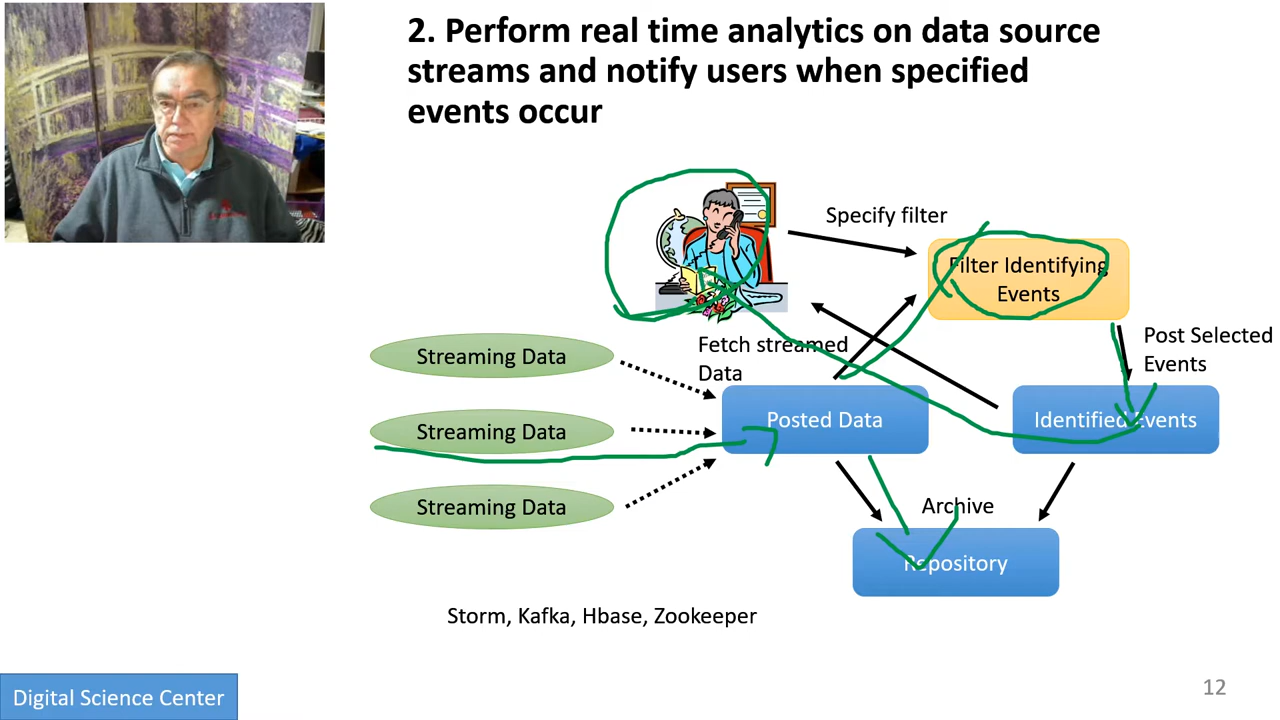 2. Perform real time analytics on data source
streams and notify users when specified
events occur
Specify filter
Filter Identifying
Events
Fetch streamed
Data
Post Selected
Events
Streaming Data
Streaming Data
Streaming Data
Posted Data
Identified Events
Archive
Repository
Storm, Kafka, Hbase, Zookeeper
Digital Science Center
12